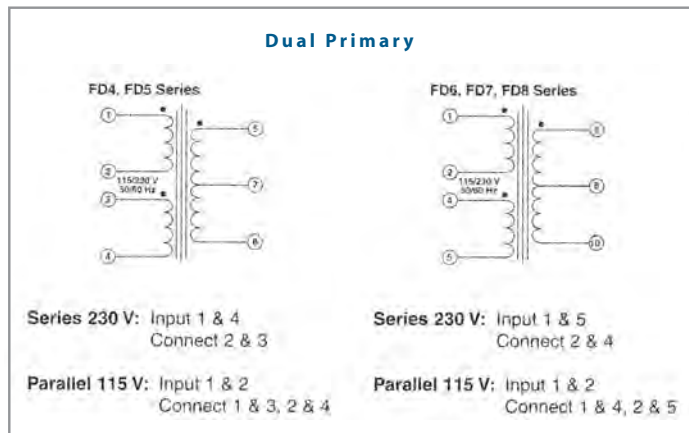 Dual Primary
FD4, FD5 Series
1
5
2
115/230 V
50/60 Hz
7
3
4
Series 230 V: Input 1 & 4
Connect 2 & 3
Parallel 115 V: Input 1 & 2
Connect 1 & 3, 2 & 4
FD6, FD7, FD8 Series
1
2
115/230 V
50/60 Hz
4
10
5
Series 230 V: Input 1 & 5
Connect 2 & 4
Parallel 115 V: Input 1 & 2
Connect 1 & 4, 2 & 5